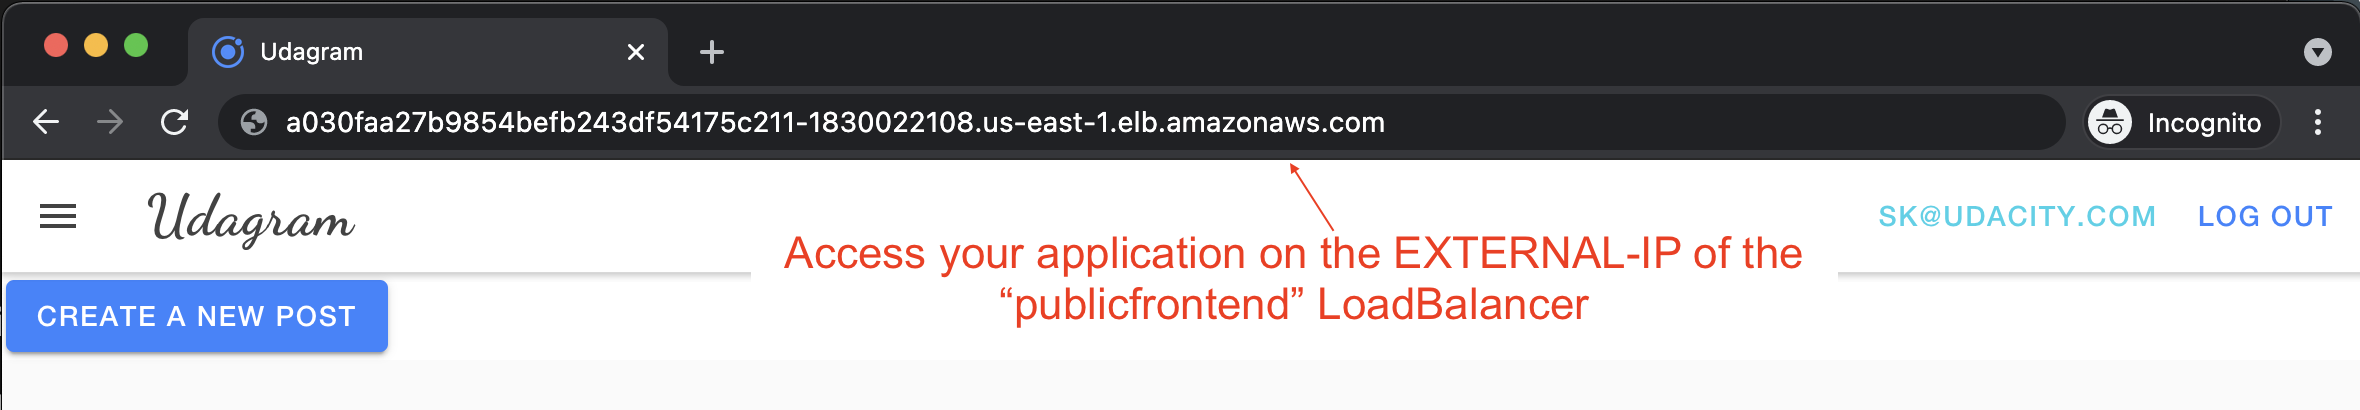 Udagram
a030faa27b9854befb243df54175c211-1830022108.us-east-1.elb.amazonaws.com
Incognito
Udagram
SK@UDACITY.COM
LOG OUT
Access your application on the EXTERNAL-IP of the
“publicfrontend” LoadBalancer
CREATE A NEW POST